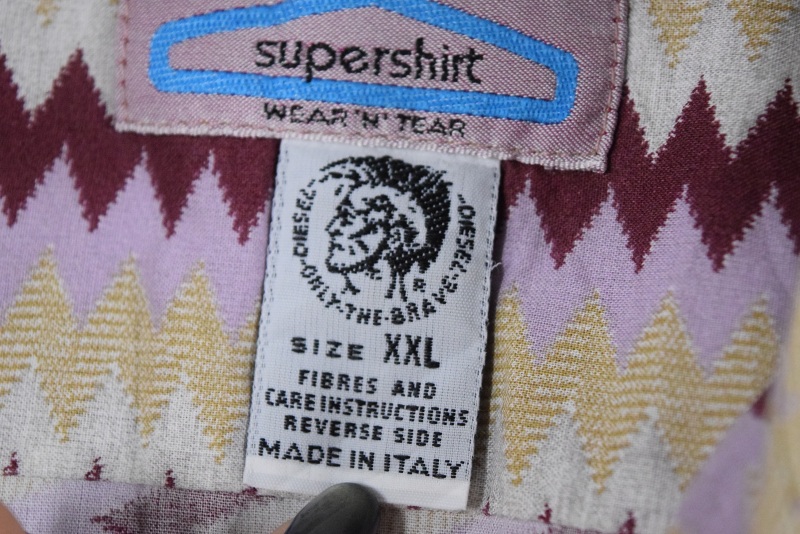 supershirt
WEAR 'N' TEAR
DIESEL
DIESEL
ONLY-THE-BRAVE
R
SIZE XXL
FIBRES AND
CARE INSTRUCTIONS
REVERSE SIDE
MADE IN ITALY